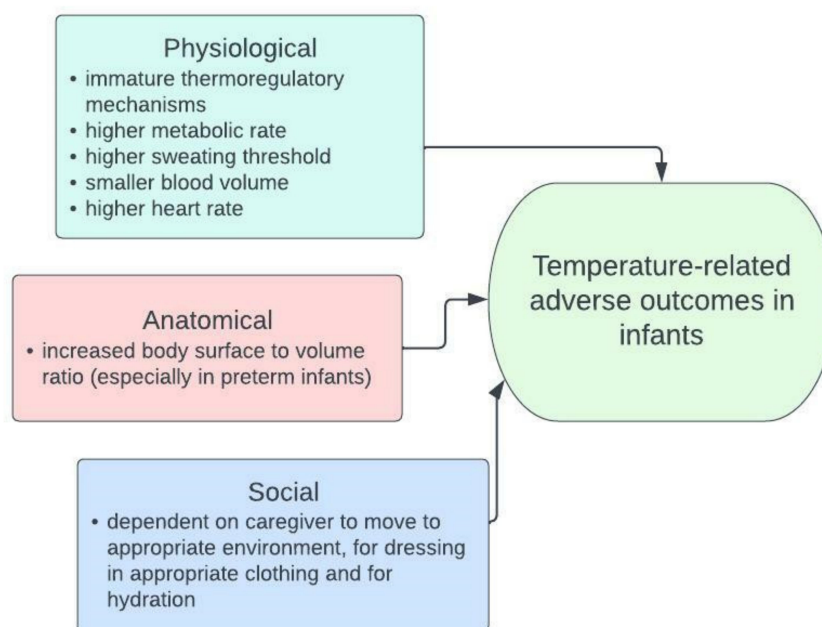 Physiological
• immature thermoregulatory
mechanisms
• higher metabolic rate
• higher sweating threshold
• smaller blood volume
• higher heart rate
Anatomical
• increased body surface to volume
ratio (especially in preterm infants)
Social
• dependent on caregiver to move to
appropriate environment, for dressing
in appropriate clothing and for
hydration
Temperature-related
adverse outcomes in
infants